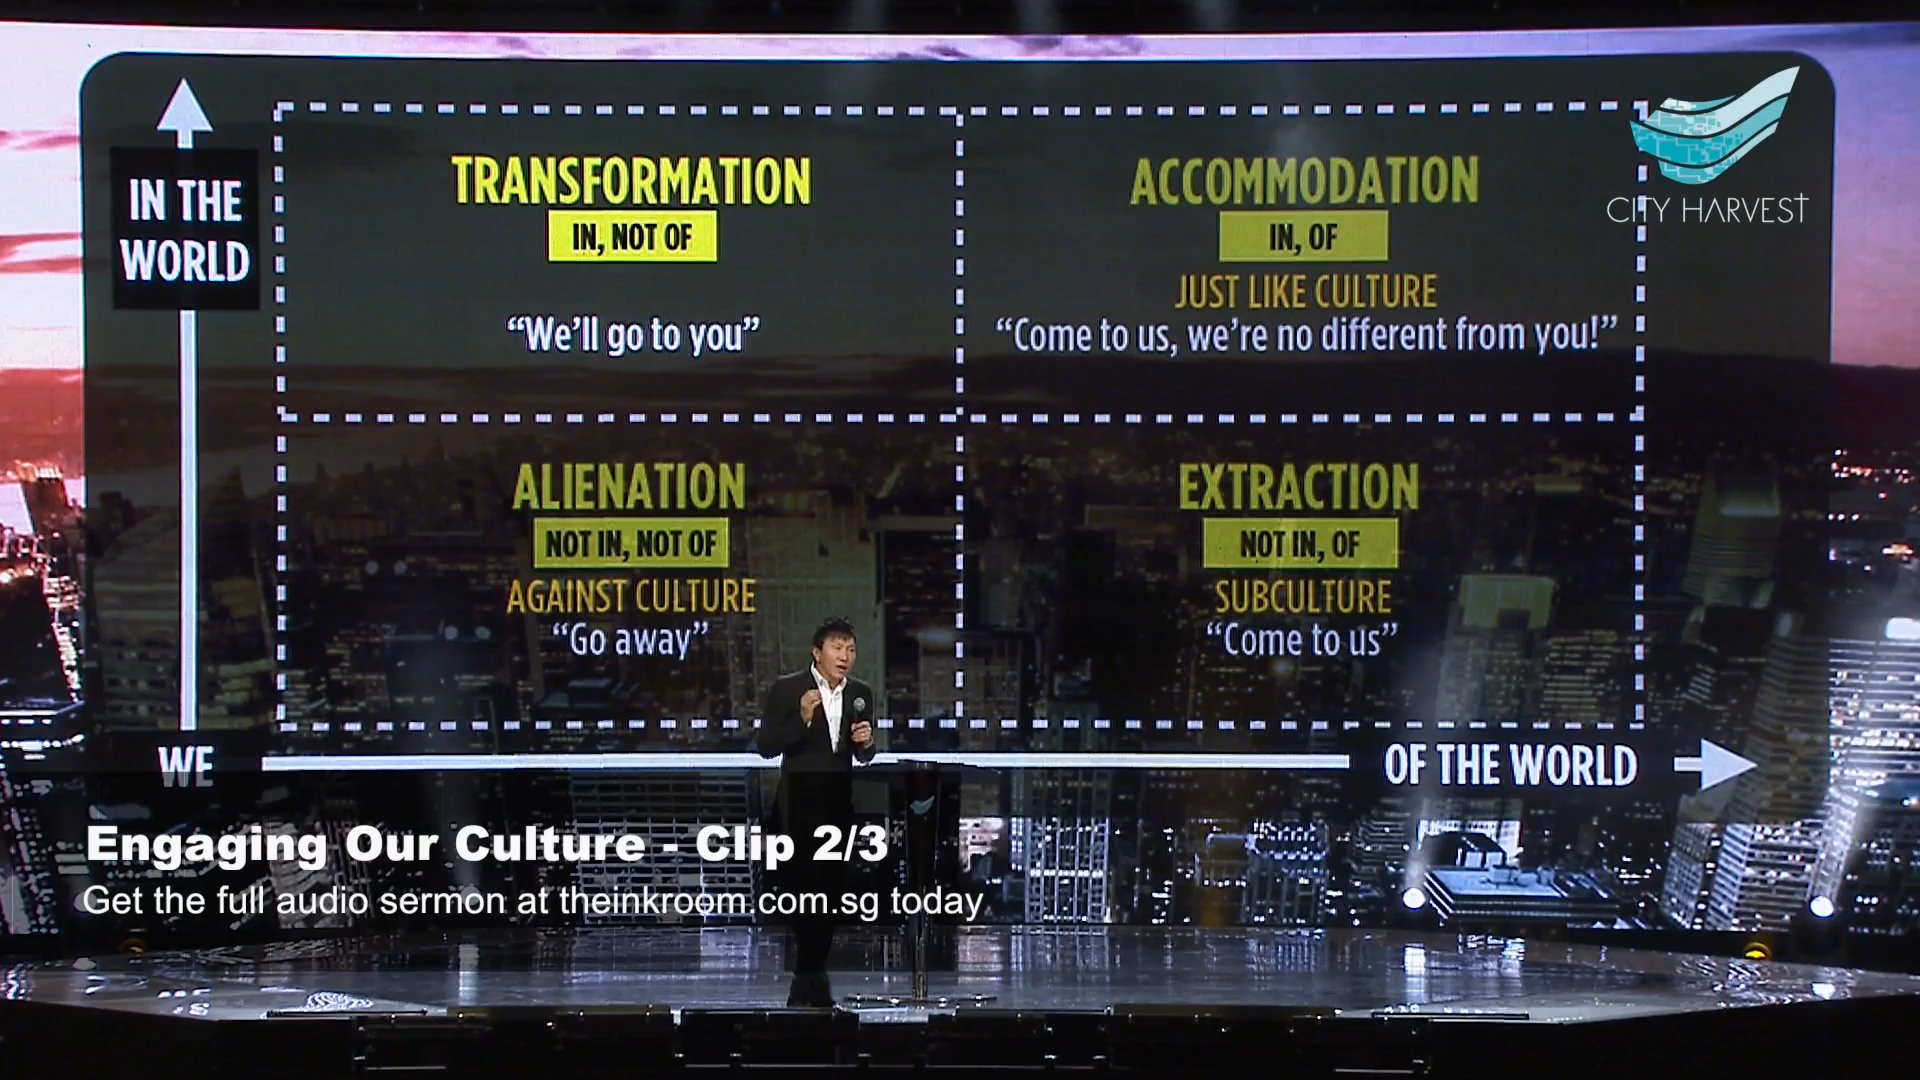 IN THE
WORLD
TRANSFORMATION
IN, NOT OF
“We’ll go to you”
ACCOMMODATION
IN, OF
JUST LIKE CULTURE
“Come to us, we’re no different from you!”
CITY HARVEST
ALIENATION
NOT IN, NOT OF
AGAINST CULTURE
“Go away”
EXTRACTION
NOT IN, OF
SUBCULTURE
“Come to us”
WE
OF THE WORLD
Engaging Our Culture - Clip 2/3
Get the full audio sermon at theinkroom.com.sg today